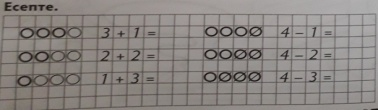 Есепте.
3 + 1 = 4 – 1 =
2 + 2 = 4 – 2 =
1 + 3 = 4 – 3 =